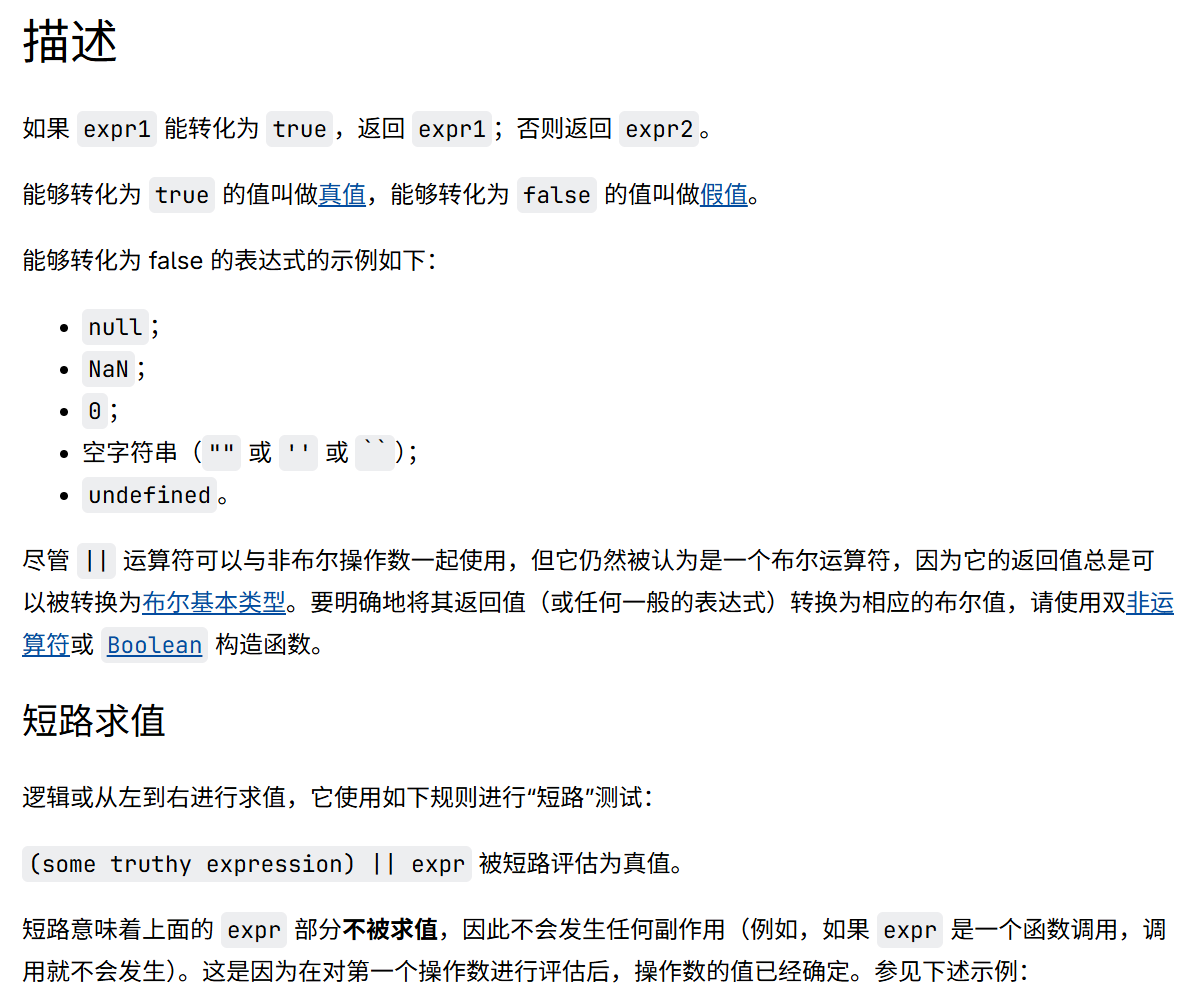 描述
如果 expr1 能转化为 true，返回 expr1；否则返回 expr2。
能够转化为 true 的值叫做真值，能够转化为 false 的值叫做假值。
能够转化为 false 的表达式的示例如下：
• null；
• NaN；
• 0；
• 空字符串（"" 或 '' 或 ``）；
• undefined。
尽管 || 运算符可以与非布尔操作数一起使用，但它仍然被认为是一个布尔运算符，因为它的返回值总是可
以被转换为布尔基本类型。要明确地将其返回值（或任何一般的表达式）转换为相应的布尔值，请使用双非运
算符或 Boolean 构造函数。
短路求值
逻辑或从左到右进行求值，它使用如下规则进行“短路”测试：
(some truthy expression) || expr 被短路评估为真值。
短路意味着上面的 expr 部分不被求值，因此不会发生任何副作用（例如，如果 expr 是一个函数调用，调
用就不会发生）。这是因为在对第一个操作数进行评估后，操作数的值已经确定。参见下述示例：